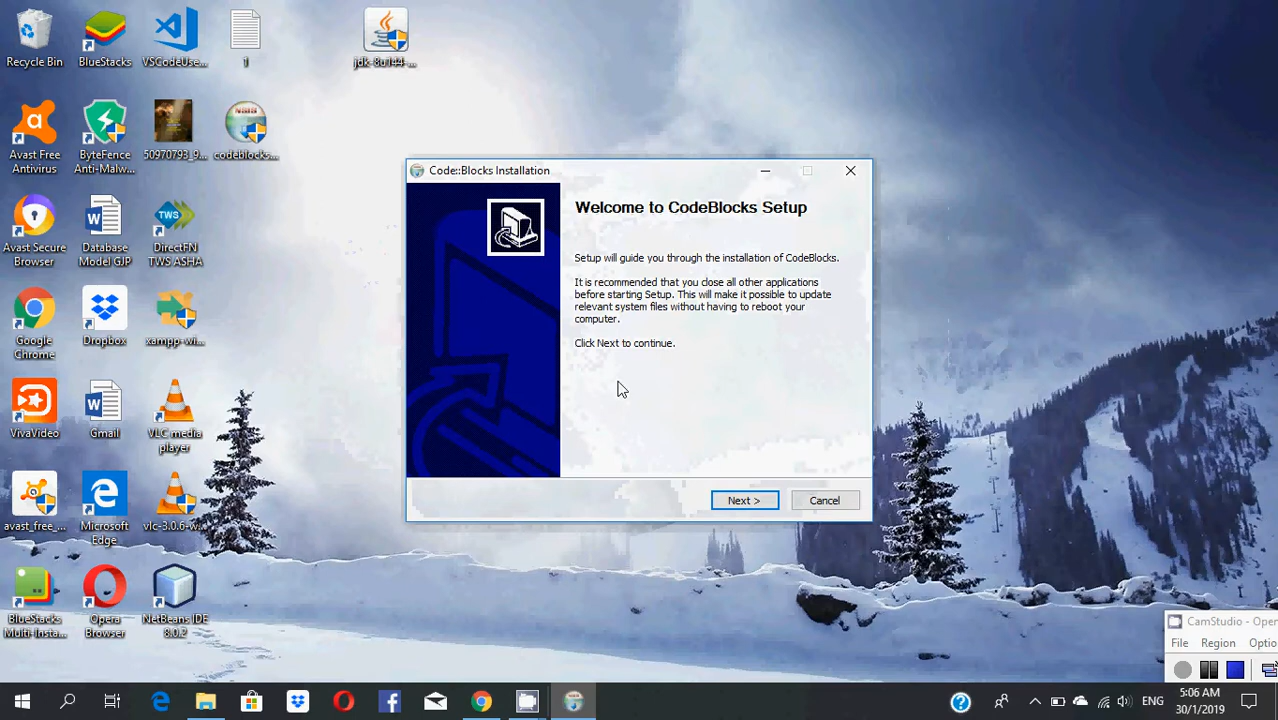 Recycle Bin
BlueStacks
VSCodeUse...
1
jdk-8u144-...
Avast Free
Antivirus
ByteFence
Anti-Malw...
50970793_9...
codeblocks...
Avast Secure
Browser
Database
Model GJP
DirectFN
TWS ASHA
Google
Chrome
Dropbox
xampp-wi...
VivaVideo
Gmail
VLC media
player
avast_free_...
Microsoft
Edge
vlc-3.0.6-w...
BlueStacks
Multi-Insta...
Opera
Browser
NetBeans IDE
8.0.2
TWS
Code::Blocks Installation
Welcome to CodeBlocks Setup
Setup will guide you through the installation of CodeBlocks.
It is recommended that you close all other applications
before starting Setup. This will make it possible to update
relevant system files without having to reboot your
computer.
Click Next to continue.
Next >
Cancel
CamStudio - Oper
File
Region
Optio
ENG
5:06 AM
30/1/2019